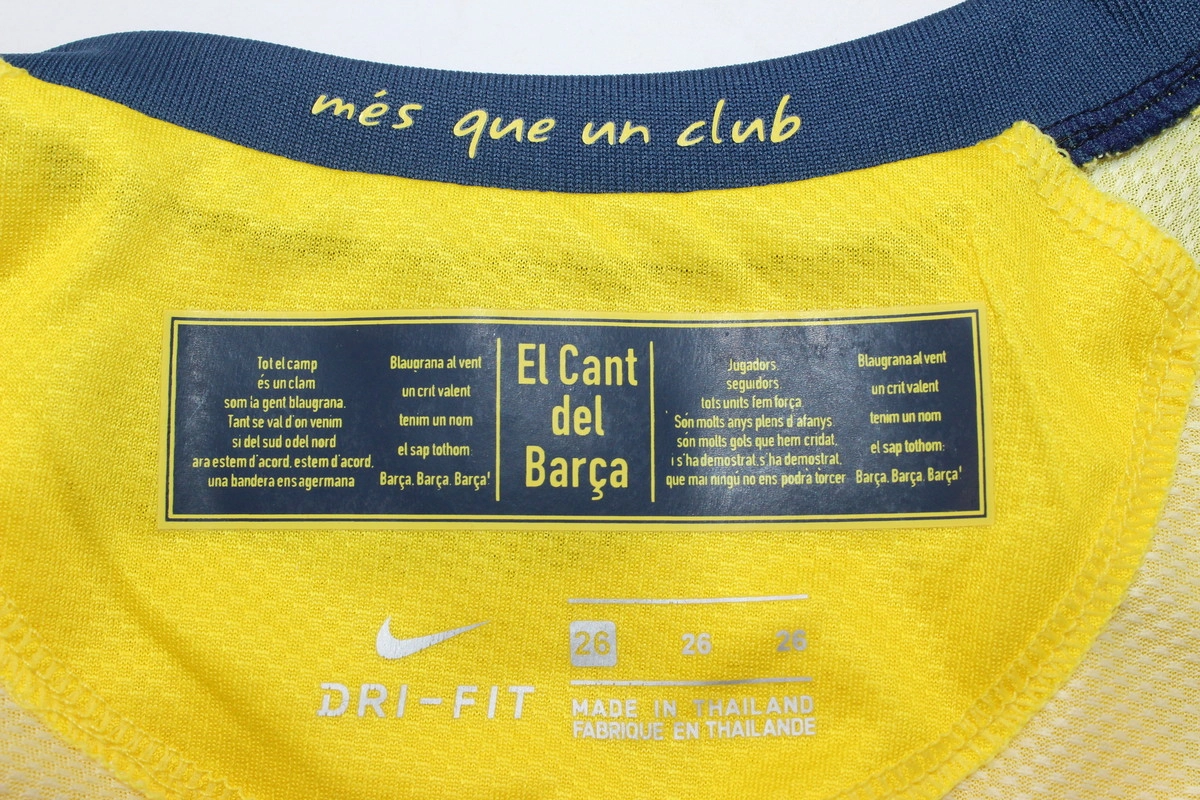 més que un club
Tot el camp
és un clam
som la gent blaugrana.
Tant se val d'on venim
si del sud o del nord
ara estem d'acord, estem d'acord,
una bandera ens agermana
Blaugrana al vent
un crit valent
tenim un nom
el sap tothom:
Barça, Barça, Barça!
El Cant
del
Barça
Jugadors
seguidors
tots units fem força.
Són molts anys plens d'afanys
són molts gols que hem cridat,
i s'ha demostrat, s'ha demostrat,
que mai ningú no ens podrà tòrcer
Blaugrana al vent
un crit valent
tenim un nom
el sap tothom:
Barça, Barça, Barça!
DRI-FIT
26 26 26
MADE IN THAILAND
FABRIQUE EN THAILANDE